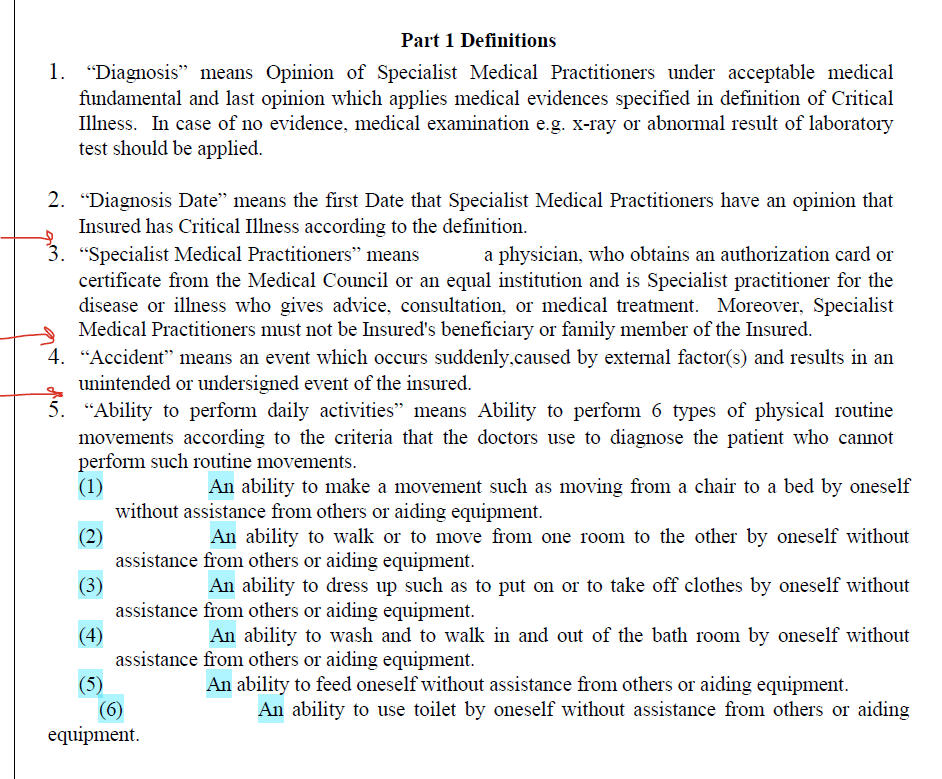 Part 1 Definitions
1. “Diagnosis” means Opinion of Specialist Medical Practitioners under acceptable medical
fundamental and last opinion which applies medical evidences specified in definition of Critical
Illness. In case of no evidence, medical examination e.g. x-ray or abnormal result of laboratory
test should be applied.
2. “Diagnosis Date” means the first Date that Specialist Medical Practitioners have an opinion that
Insured has Critical Illness according to the definition.
3. “Specialist Medical Practitioners” means a physician, who obtains an authorization card or
certificate from the Medical Council or an equal institution and is Specialist practitioner for the
disease or illness who gives advice, consultation, or medical treatment. Moreover, Specialist
Medical Practitioners must not be Insured's beneficiary or family member of the Insured.
4. “Accident” means an event which occurs suddenly,caused by external factor(s) and results in an
unintended or undersigned event of the insured.
5. “Ability to perform daily activities” means Ability to perform 6 types of physical routine
movements according to the criteria that the doctors use to diagnose the patient who cannot
perform such routine movements.
(1) An ability to make a movement such as moving from a chair to a bed by oneself
without assistance from others or aiding equipment.
(2) An ability to walk or to move from one room to the other by oneself without
assistance from others or aiding equipment.
(3) An ability to dress up such as to put on or to take off clothes by oneself without
assistance from others or aiding equipment.
(4) An ability to wash and to walk in and out of the bath room by oneself without
assistance from others or aiding equipment.
(5) An ability to feed oneself without assistance from others or aiding equipment.
(6) An ability to use toilet by oneself without assistance from others or aiding
equipment.